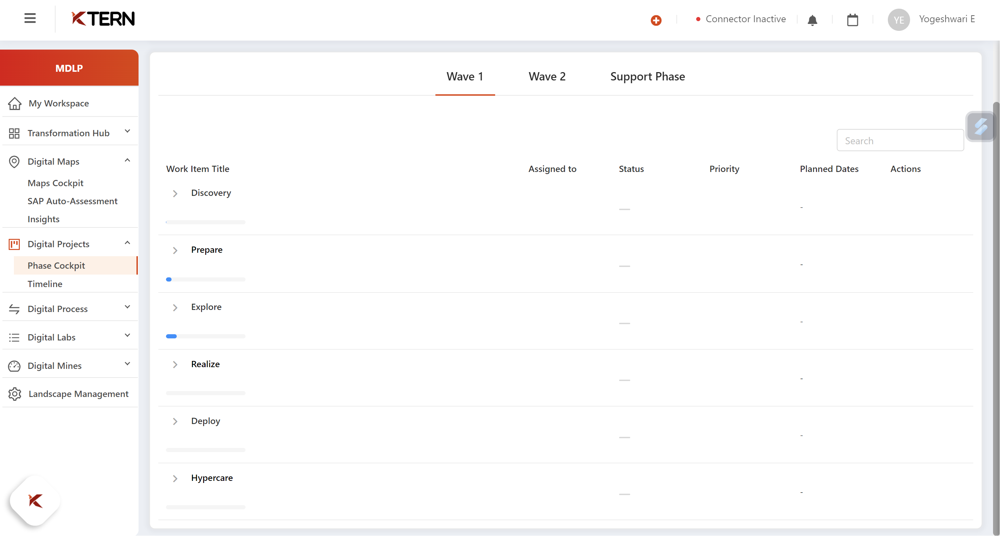 KTERN
Connector Inactive
YE
Yogeshwari E
MDLP
My Workspace
Transformation Hub
Digital Maps
Maps Cockpit
SAP Auto-Assessment
Insights
Digital Projects
Phase Cockpit
Timeline
Digital Process
Digital Labs
Digital Mines
Landscape Management
Wave 1
Wave 2
Support Phase
Search
Work Item Title
Assigned to
Status
Priority
Planned Dates
Actions
Discovery
-
Prepare
-
Explore
-
Realize
-
Deploy
-
Hypercare
-